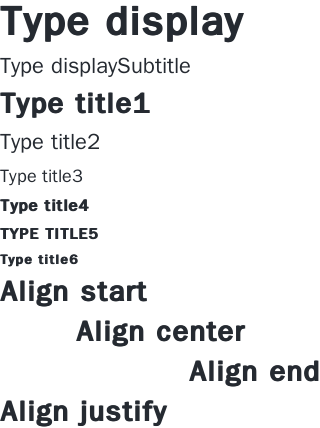 Type display
Type displaySubtitle
Type title1
Type title2
Type title3
Type title4
TYPE TITLE5
Type title6
Align start
Align center
Align end
Align justify